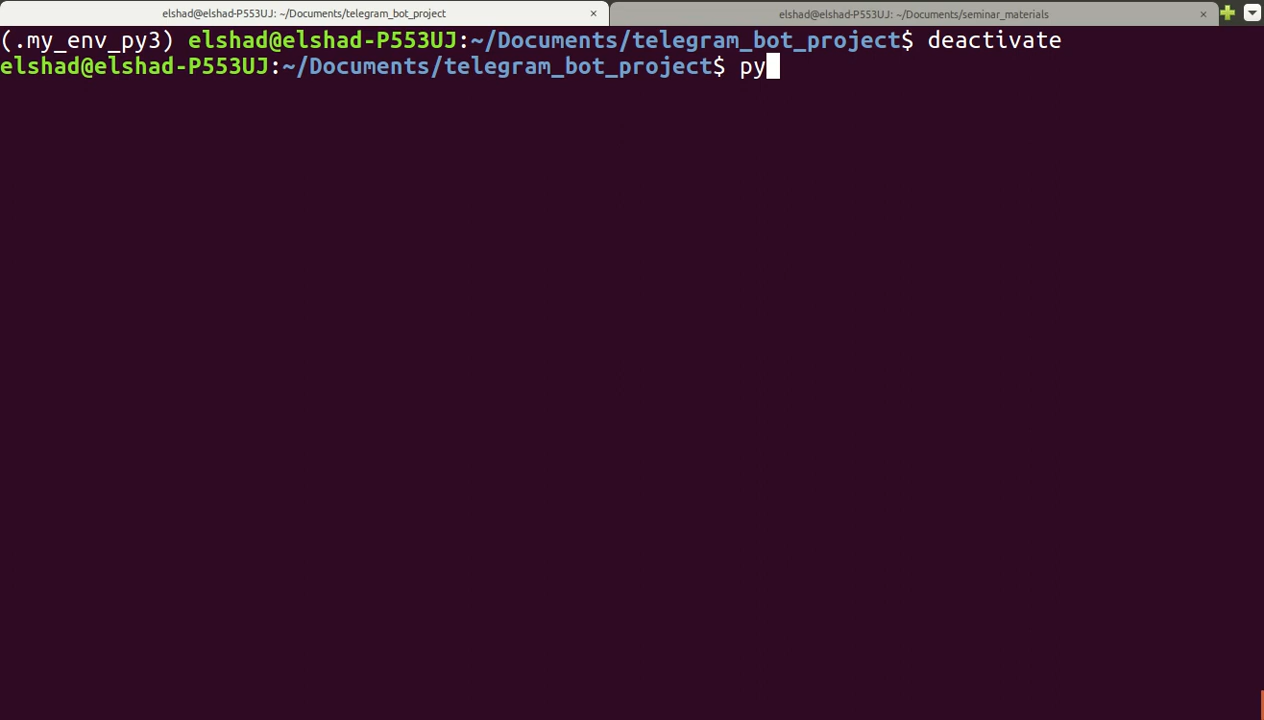 elshad@elshad-P553UJ: ~/Documents/telegram_bot_project
elshad@elshad-P553UJ: ~/Documents/seminar_materials
(.my_env_py3) elshad@elshad-P553UJ:~/Documents/telegram_bot_project$ deactivate
elshad@elshad-P553UJ:~/Documents/telegram_bot_project$ py